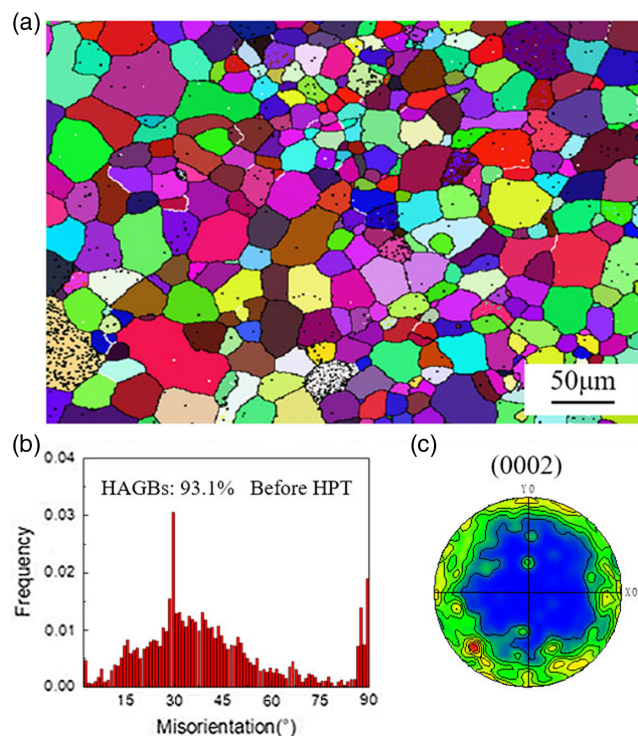 (a)
50μm
(b)
(c)
HAGBs: 93.1% Before HPT
0.04
0.03
0.02
0.01
0.00
Frequency
15
30
45
60
75
90
Misorientation(°)
(0002)
Y0
X0